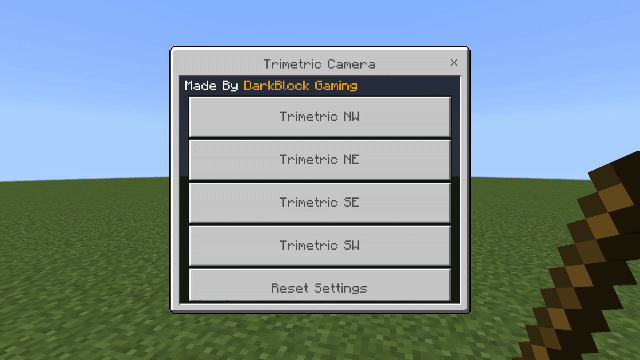 Trimetric Camera
Made By DarkBlock Gaming
Trimetric NW
Trimetric NE
Trimetric SE
Trimetric SW
Reset Settings